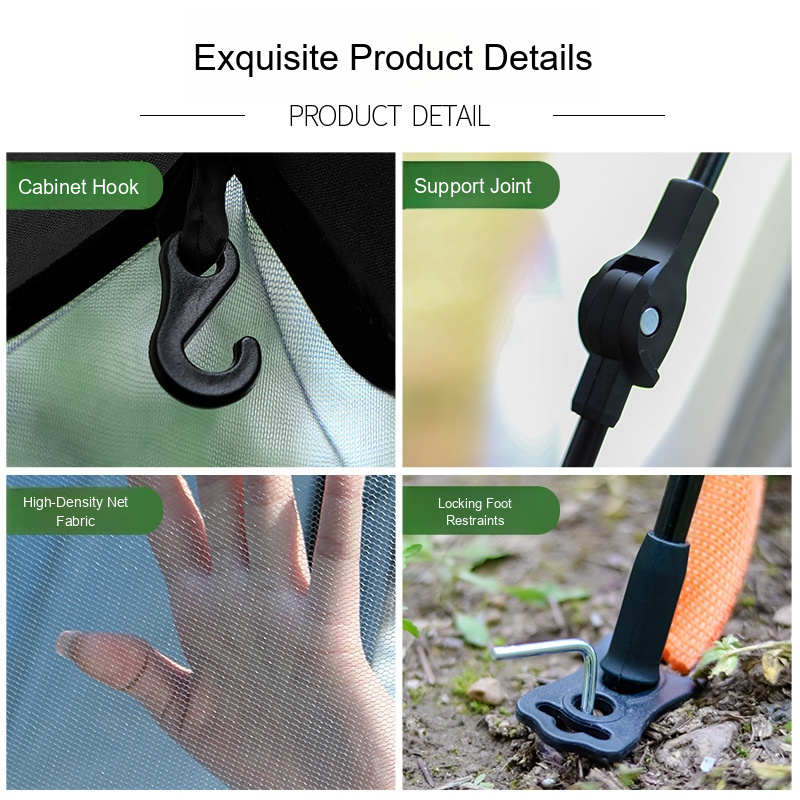 Exquisite Product Details
PRODUCT DETAIL
Cabinet Hook
Support Joint
High-Density Net
Fabric
Locking Foot
Restraints